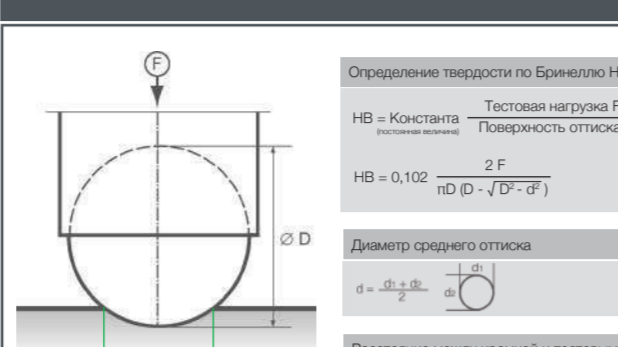 F
Определение твердости по Бринеллю H
HB = Константа Тестовая нагрузка F
(постоянная величина) Поверхность оттиска
HB = 0,102 2 F
πD (D - √D² - d² )
Ø D
Диаметр среднего оттиска
d = d₁ + d₂
2
d₁
d₂